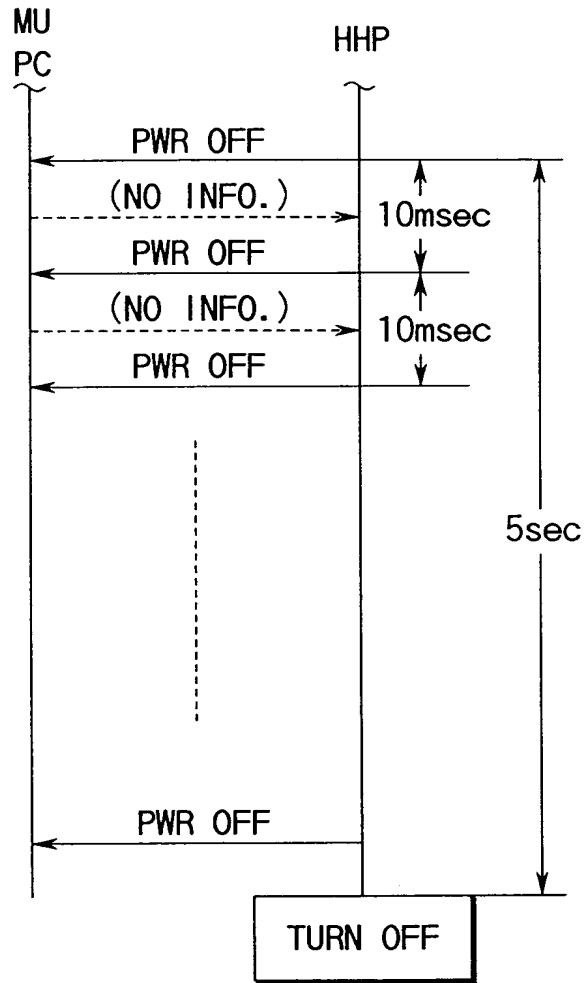 MU
PC
HHP
PWR OFF
(NO INFO.)
10msec
PWR OFF
(NO INFO.)
10msec
PWR OFF
5sec
PWR OFF
TURN OFF